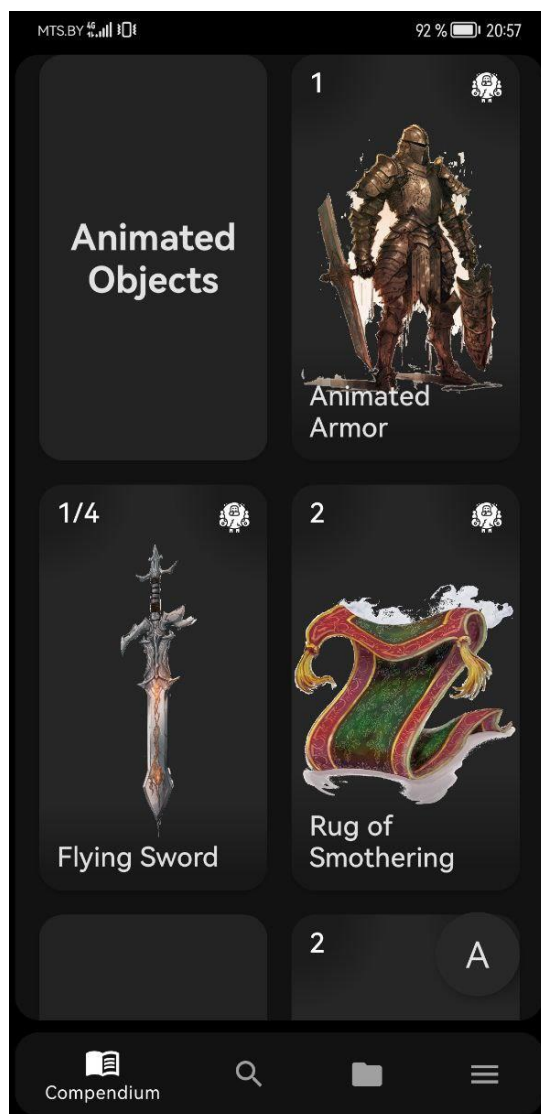 MTS.BY 4G 92 % 20:57
Animated
Objects
1
Animated
Armor
1/4
Flying Sword
2
Rug of
Smothering
2
A
Compendium